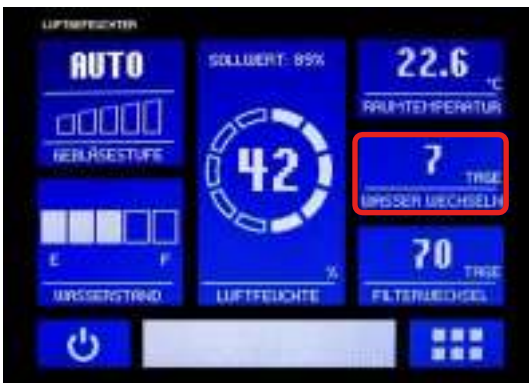 LUFTBEFEUCHTER
AUTO
GEBLÄSESTUFE
E F
WASSERSTAND
SOLLWERT: 89%
42
%
LUFTFEUCHTE
22.6 °C
RAUMTEMPERATUR
7 TAGE
WASSER WECHSELN
70 TAGE
FILTERWECHSEL